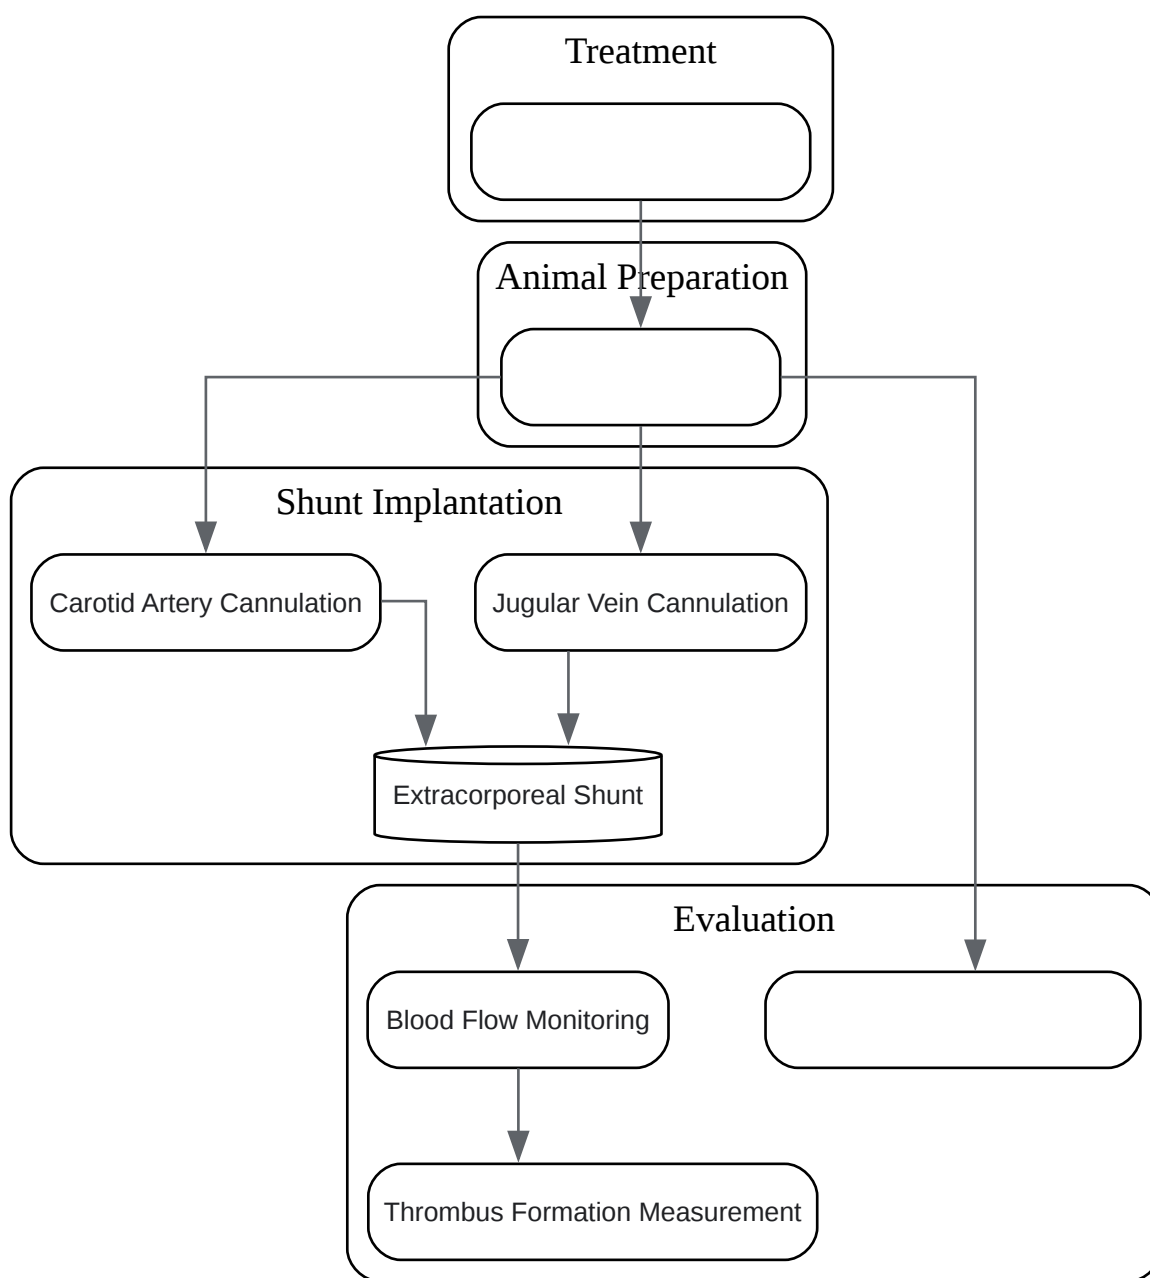 Treatment
Animal Preparation
Shunt Implantation
Carotid Artery Cannulation
Jugular Vein Cannulation
Extracorporeal Shunt
Evaluation
Blood Flow Monitoring
Thrombus Formation Measurement